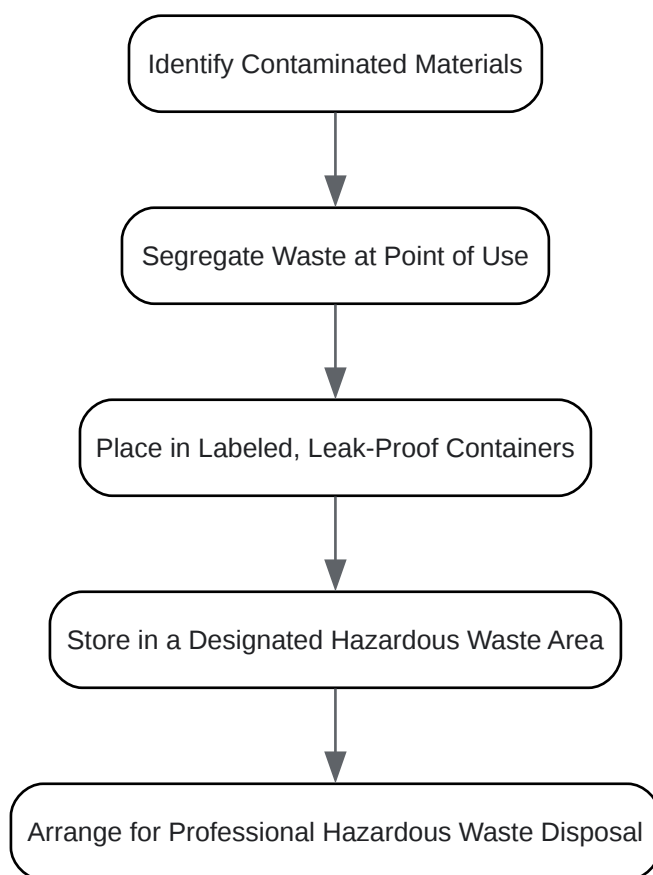 Identify Contaminated Materials
Segregate Waste at Point of Use
Place in Labeled, Leak-Proof Containers
Store in a Designated Hazardous Waste Area
Arrange for Professional Hazardous Waste Disposal